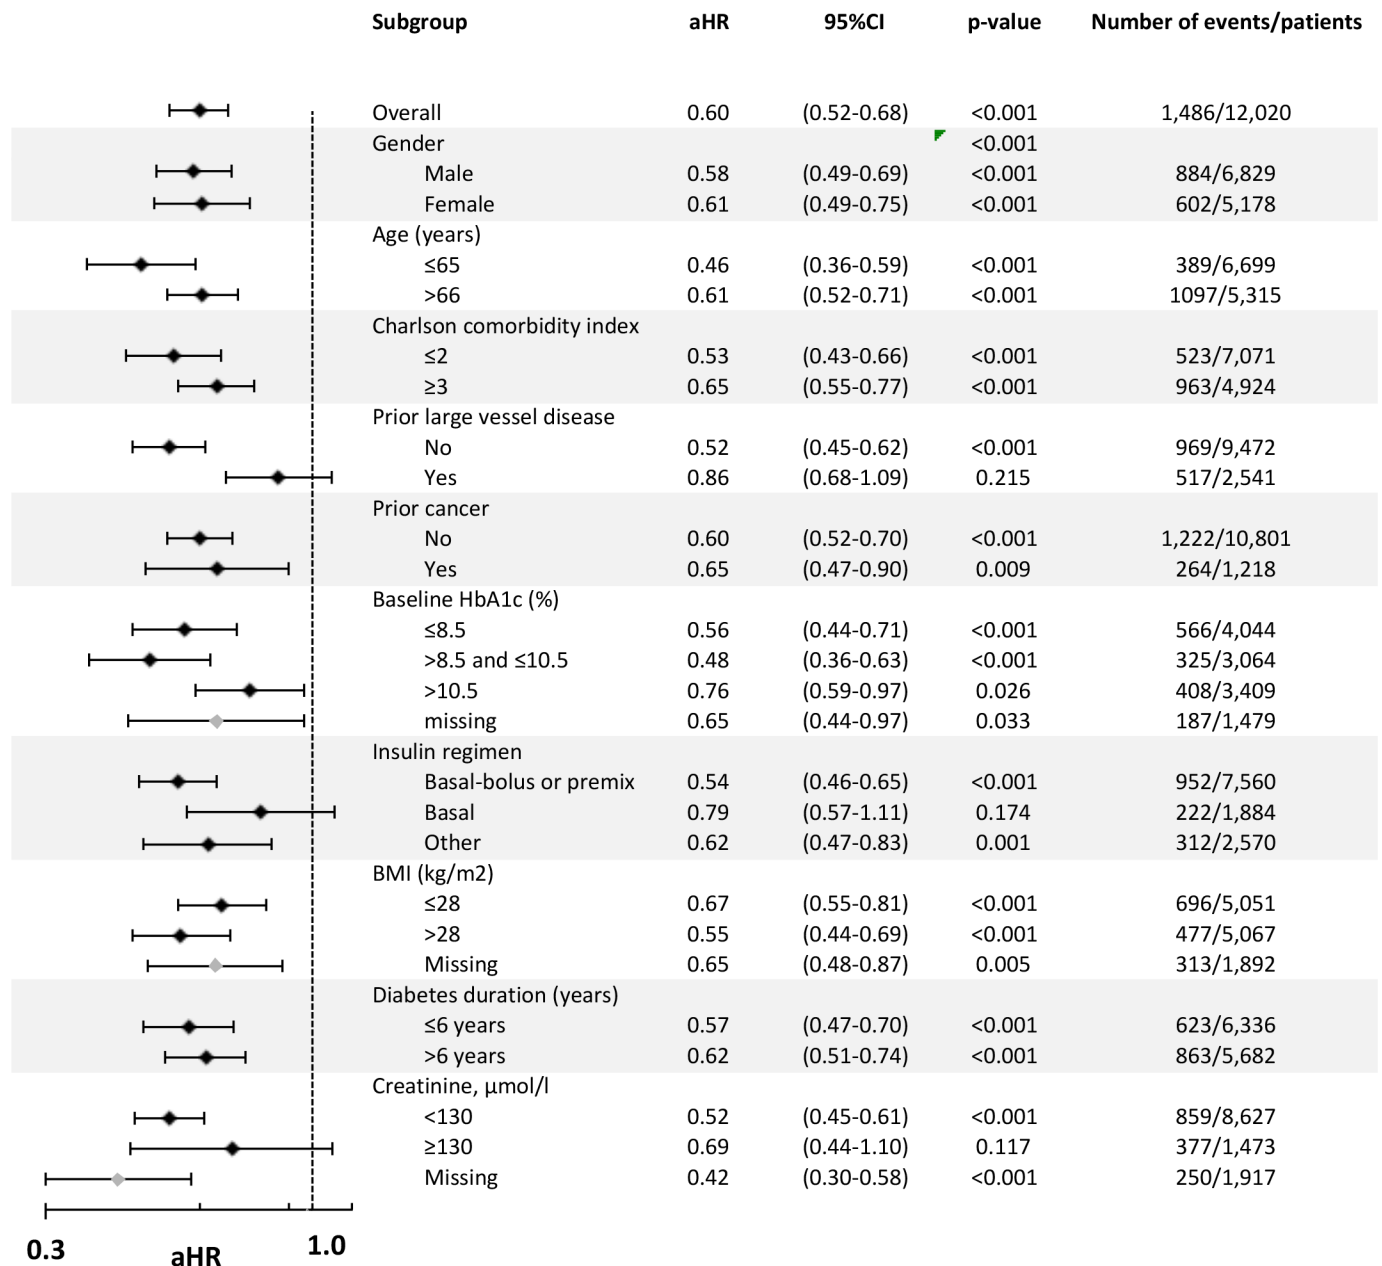 Subgroup aHR 95%CI p-value Number of events/patients
Overall 0.60 (0.52-0.68) <0.001 1,486/12,020
Gender <0.001
Male 0.58 (0.49-0.69) <0.001 884/6,829
Female 0.61 (0.49-0.75) <0.001 602/5,178
Age (years)
≤65 0.46 (0.36-0.59) <0.001 389/6,699
>66 0.61 (0.52-0.71) <0.001 1097/5,315
Charlson comorbidity index
≤2 0.53 (0.43-0.66) <0.001 523/7,071
≥3 0.65 (0.55-0.77) <0.001 963/4,924
Prior large vessel disease
No 0.52 (0.45-0.62) <0.001 969/9,472
Yes 0.86 (0.68-1.09) 0.215 517/2,541
Prior cancer
No 0.60 (0.52-0.70) <0.001 1,222/10,801
Yes 0.65 (0.47-0.90) 0.009 264/1,218
Baseline HbA1c (%)
≤8.5 0.56 (0.44-0.71) <0.001 566/4,044
>8.5 and ≤10.5 0.48 (0.36-0.63) <0.001 325/3,064
>10.5 0.76 (0.59-0.97) 0.026 408/3,409
missing 0.65 (0.44-0.97) 0.033 187/1,479
Insulin regimen
Basal-bolus or premix 0.54 (0.46-0.65) <0.001 952/7,560
Basal 0.79 (0.57-1.11) 0.174 222/1,884
Other 0.62 (0.47-0.83) 0.001 312/2,570
BMI (kg/m2)
≤28 0.67 (0.55-0.81) <0.001 696/5,051
>28 0.55 (0.44-0.69) <0.001 477/5,067
Missing 0.65 (0.48-0.87) 0.005 313/1,892
Diabetes duration (years)
≤6 years 0.57 (0.47-0.70) <0.001 623/6,336
>6 years 0.62 (0.51-0.74) <0.001 863/5,682
Creatinine, µmol/l
<130 0.52 (0.45-0.61) <0.001 859/8,627
≥130 0.69 (0.44-1.10) 0.117 377/1,473
Missing 0.42 (0.30-0.58) <0.001 250/1,917
0.3 aHR 1.0